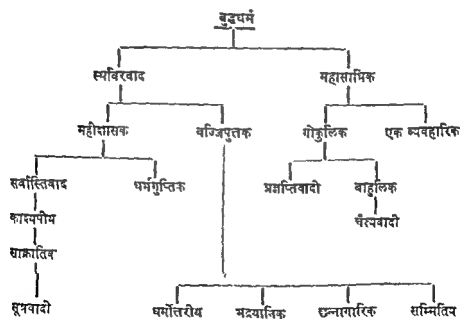 बुद्धधर्म
स्थविरवाद महासांघिक
महीशासक वज्जिपुत्तक गोकुलिक एक व्यवहारिक
सर्वास्तिवाद धर्मगुप्तिक प्रज्ञप्तिवादी बाहुलिक
काश्यपीय चैत्यवादी
सांक्रांतिव
सूत्रवादी धर्मोत्तरीय भद्रयानिक छन्नागारिक सम्मितिय